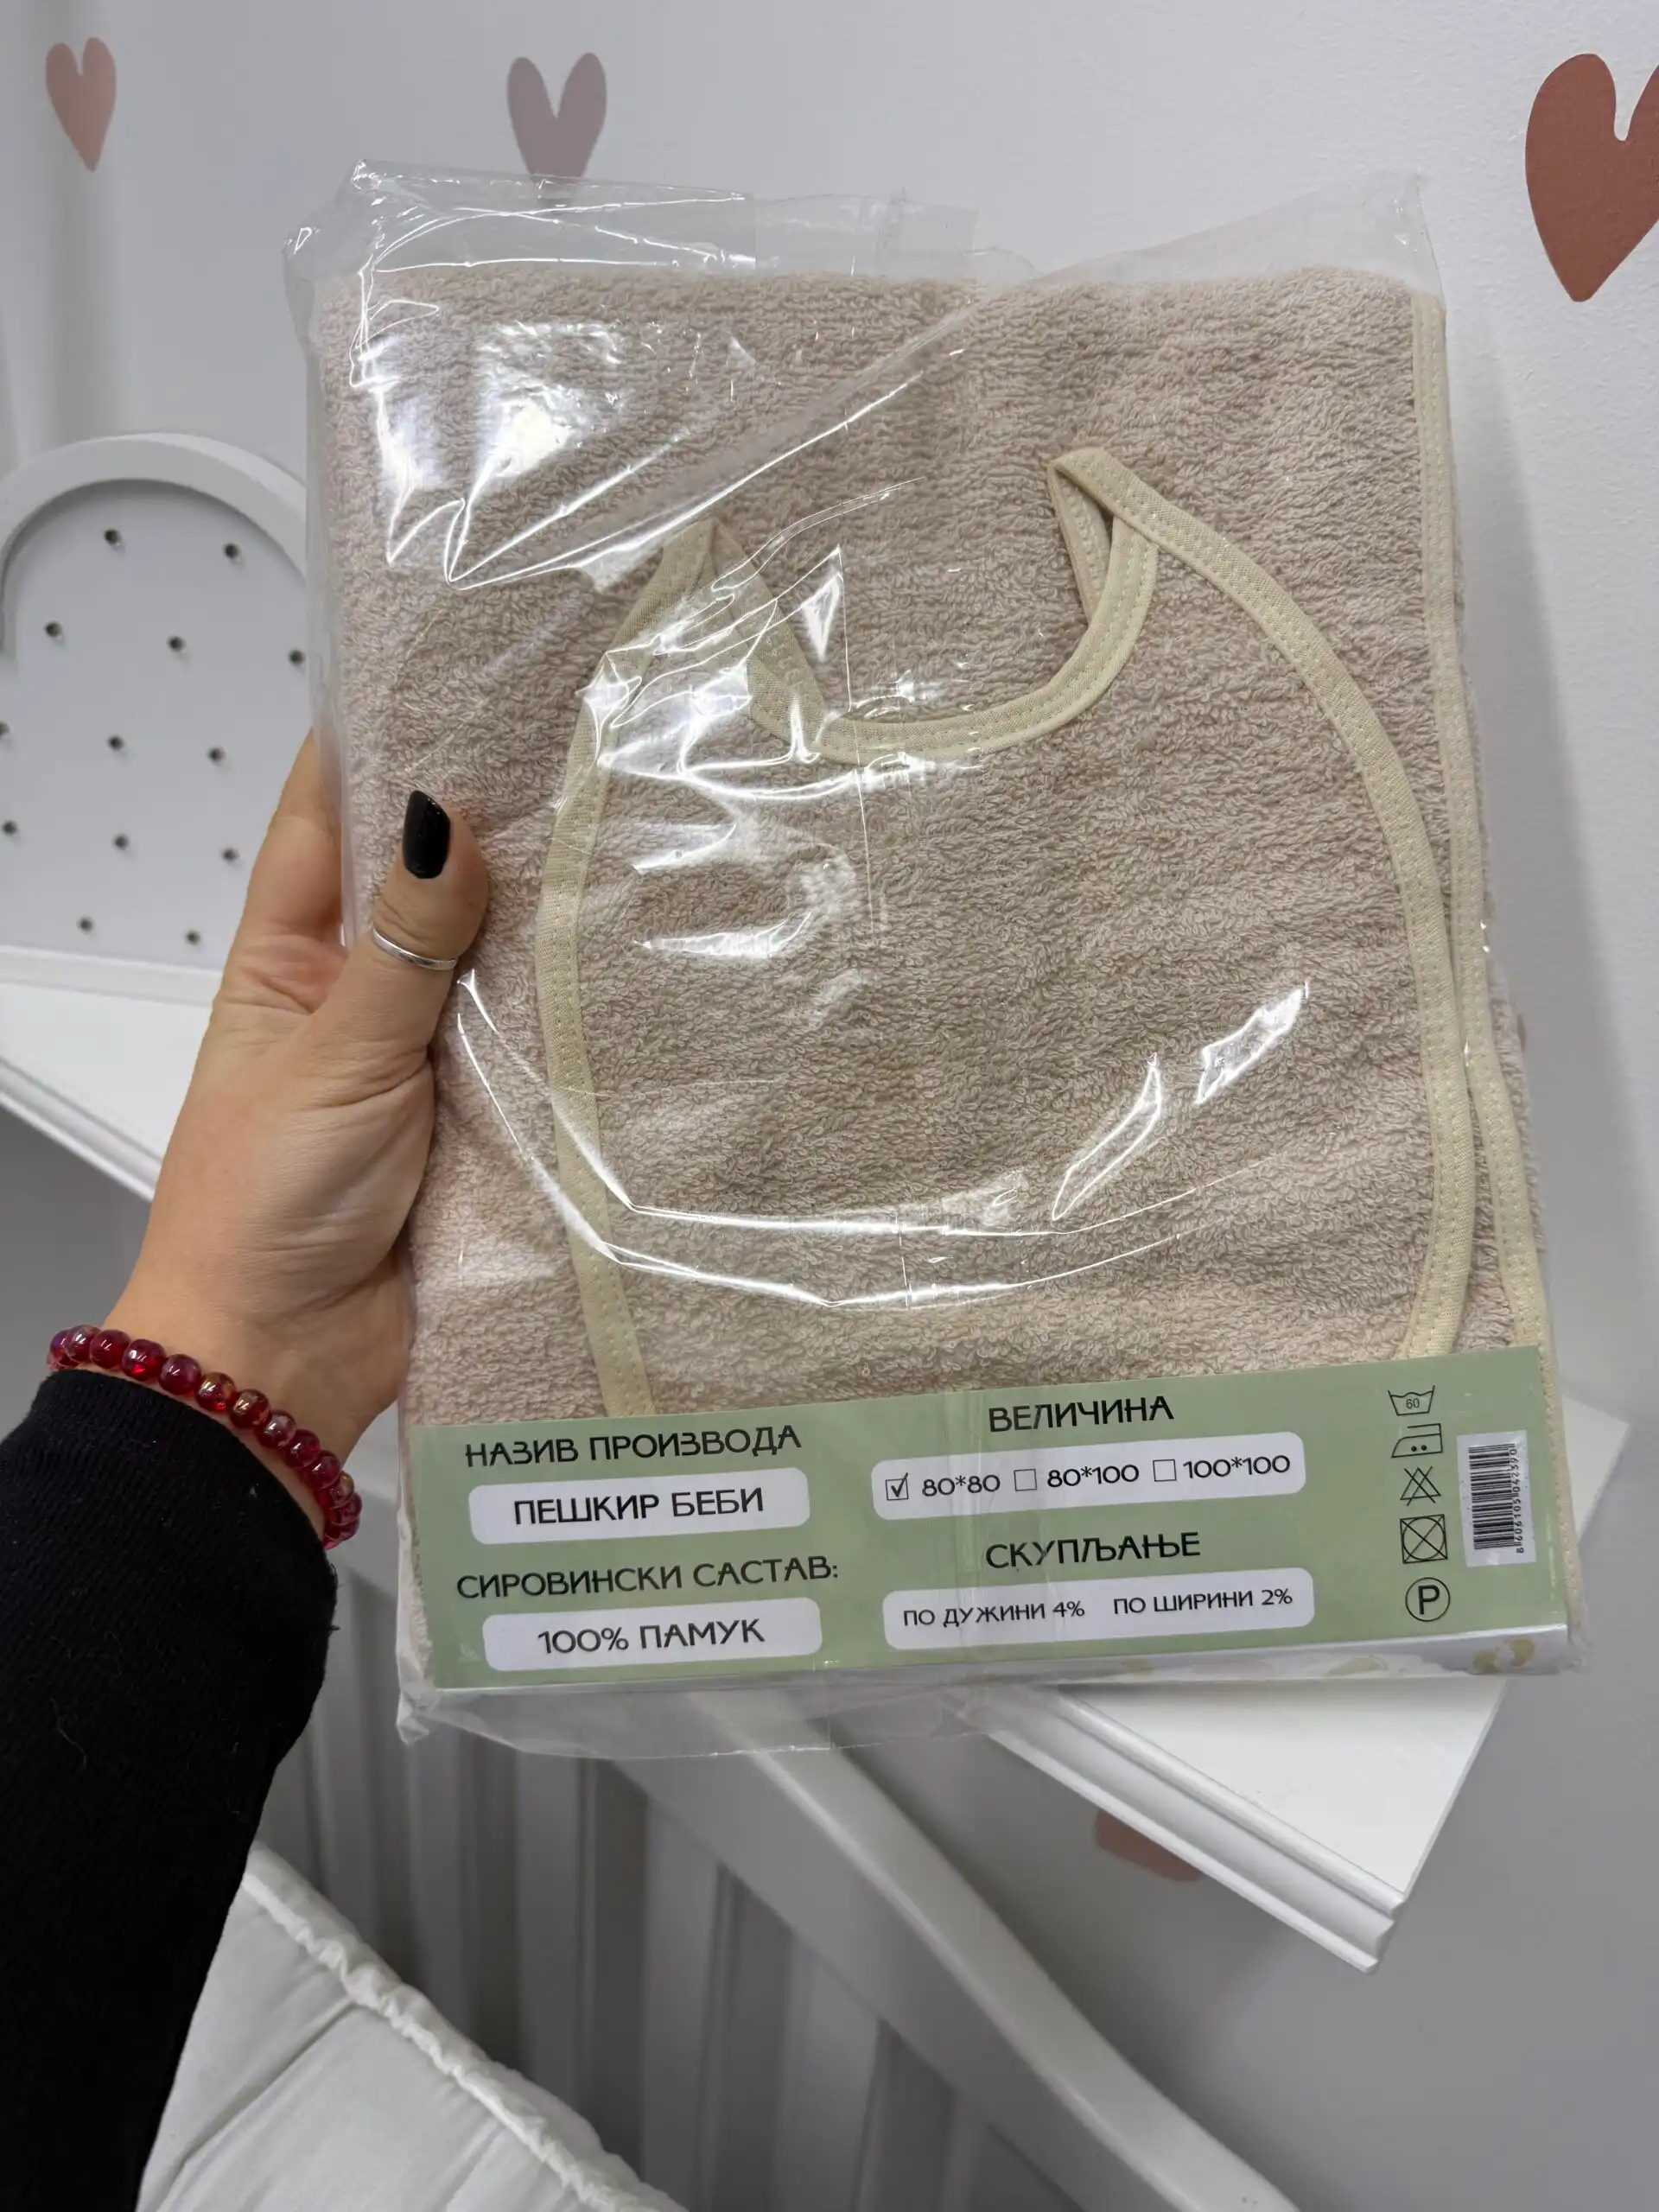 НАЗИВ ПРОИЗВОДА
ПЕШКИР БЕБИ
СИРОВИНСКИ САСТАВ:
100% ПАМУК
ВЕЛИЧИНА
80*80 80*100 100*100
СКУПЉАЊЕ
ПО ДУЖИНИ 4% ПО ШИРИНИ 2%
60
P